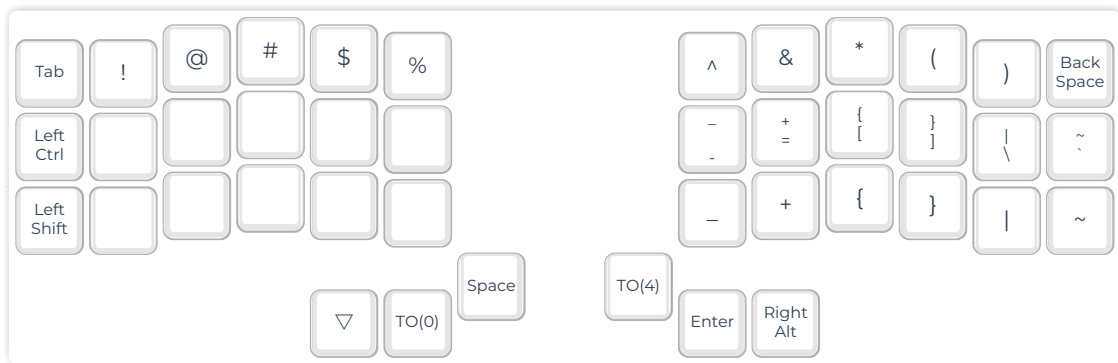 Tab ! @ # $ % ^ & * ( ) Back Space
Left Ctrl _ - + = { [ } ] | \ ~ `
Left Shift _ + { } | ~
Space TO(4)
▽ TO(0) Enter Right Alt